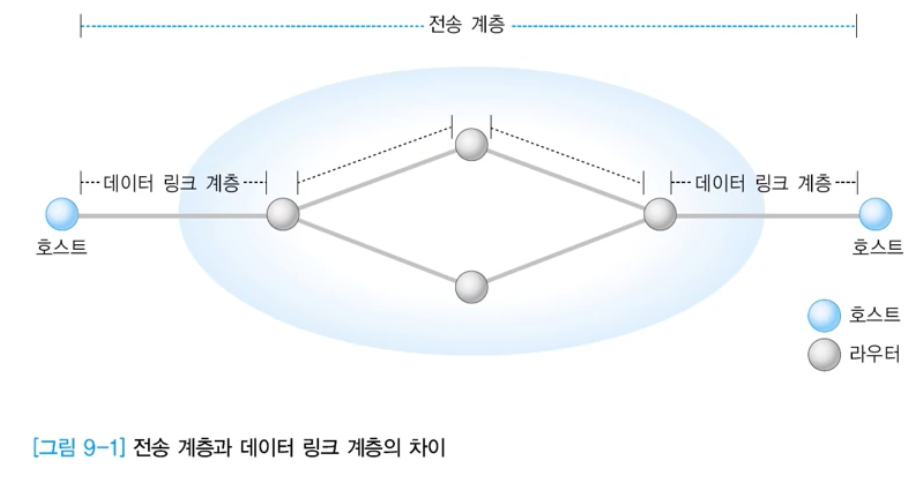 전송 계층
데이터 링크 계층
데이터 링크 계층
호스트
호스트
호스트
라우터
[그림 9-1] 전송 계층과 데이터 링크 계층의 차이